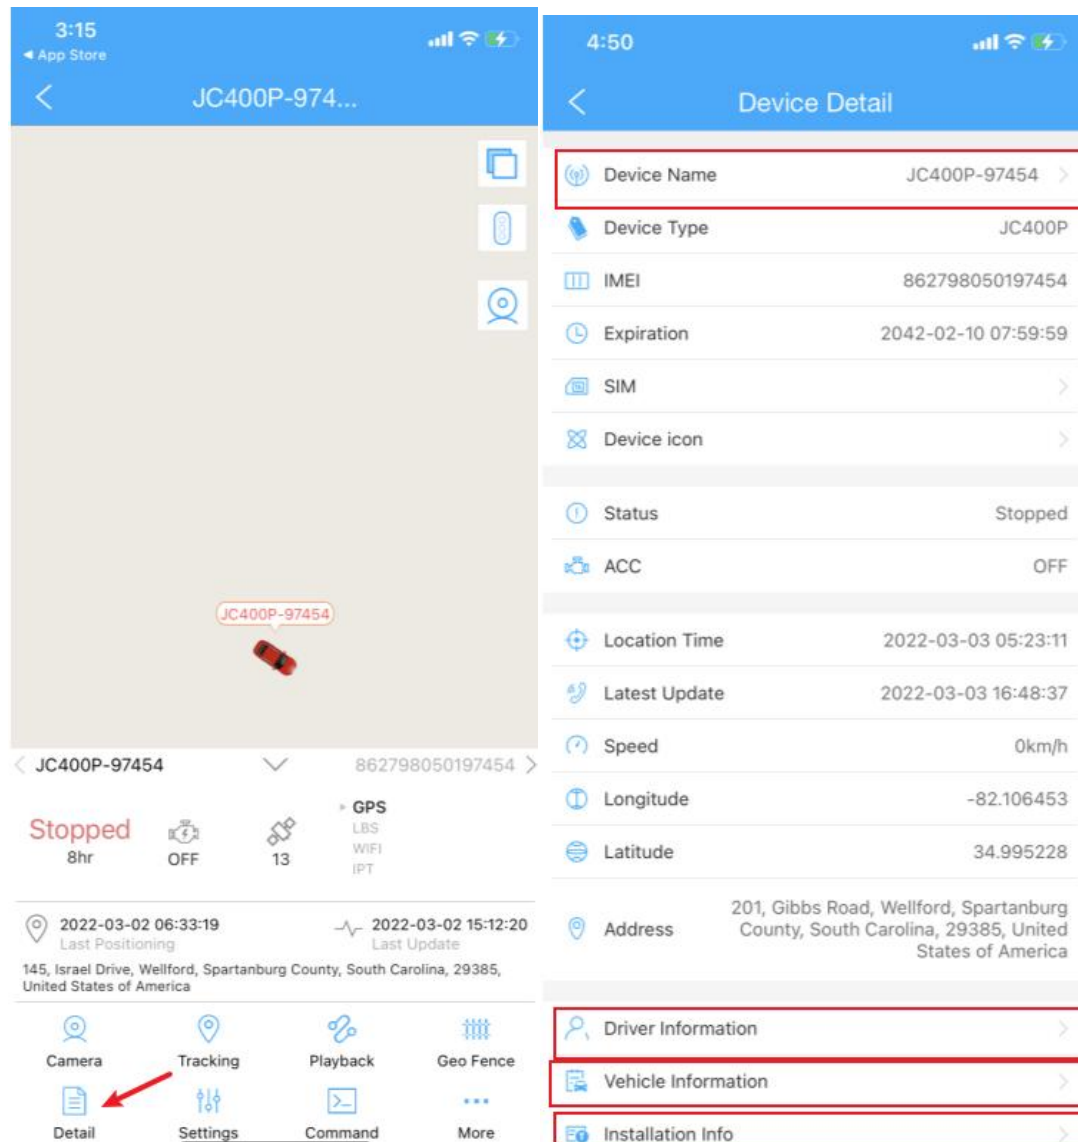 3:15
App Store
JC400P-974...
JC400P-97454
JC400P-97454
862798050197454
Stopped
8hr
OFF
13
GPS
LBS
WIFI
IPT
2022-03-02 06:33:19
Last Positioning
2022-03-02 15:12:20
Last Update
145, Israel Drive, Wellford, Spartanburg County, South Carolina, 29385,
United States of America
Camera
Tracking
Playback
Geo Fence
Detail
Settings
Command
More
4:50
Device Detail
Device Name JC400P-97454
Device Type JC400P
IMEI 862798050197454
Expiration 2042-02-10 07:59:59
SIM
Device icon
Status Stopped
ACC OFF
Location Time 2022-03-03 05:23:11
Latest Update 2022-03-03 16:48:37
Speed 0km/h
Longitude -82.106453
Latitude 34.995228
Address 201, Gibbs Road, Wellford, Spartanburg
County, South Carolina, 29385, United
States of America
Driver Information
Vehicle Information
Installation Info